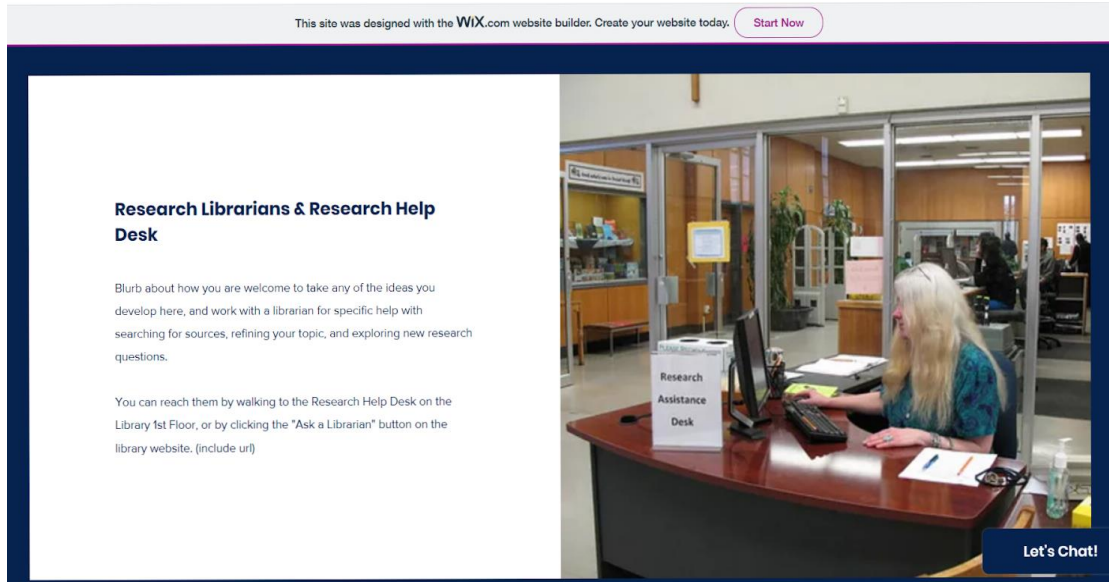 This site was designed with the WiX.com website builder. Create your website today. Start Now
Research Librarians & Research Help
Desk
Blurb about how you are welcome to take any of the ideas you
develop here, and work with a librarian for specific help with
searching for sources, refining your topic, and exploring new research
questions.
You can reach them by walking to the Research Help Desk on the
Library 1st Floor, or by clicking the "Ask a Librarian" button on the
library website. (include url)
Research
Assistance
Desk
Let's Chat!